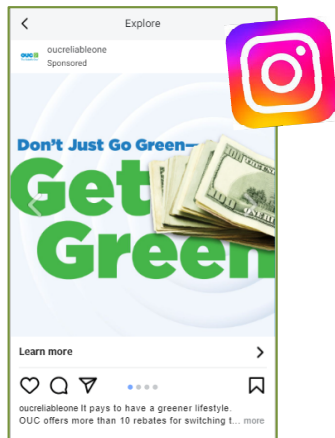 Explore
ouc
oucreliableone
Sponsored
Don't Just Go Green—
Get
Green
Learn more
oucreliableone It pays to have a greener lifestyle.
OUC offers more than 10 rebates for switching t... more